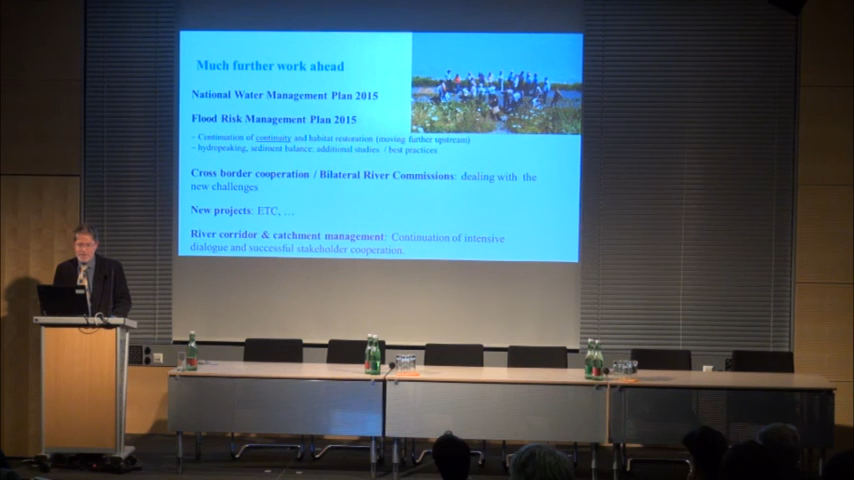 Much further work ahead
National Water Management Plan 2015
Flood Risk Management Plan 2015
– Continuation of continuity and habitat restoration (moving further upstream)
– hydropeaking, sediment balance: additional studies / best practices
Cross border cooperation / Bilateral River Commissions: dealing with the
new challenges
New projects: ETC, …
River corridor & catchment management: Continuation of intensive
dialogue and successful stakeholder cooperation.